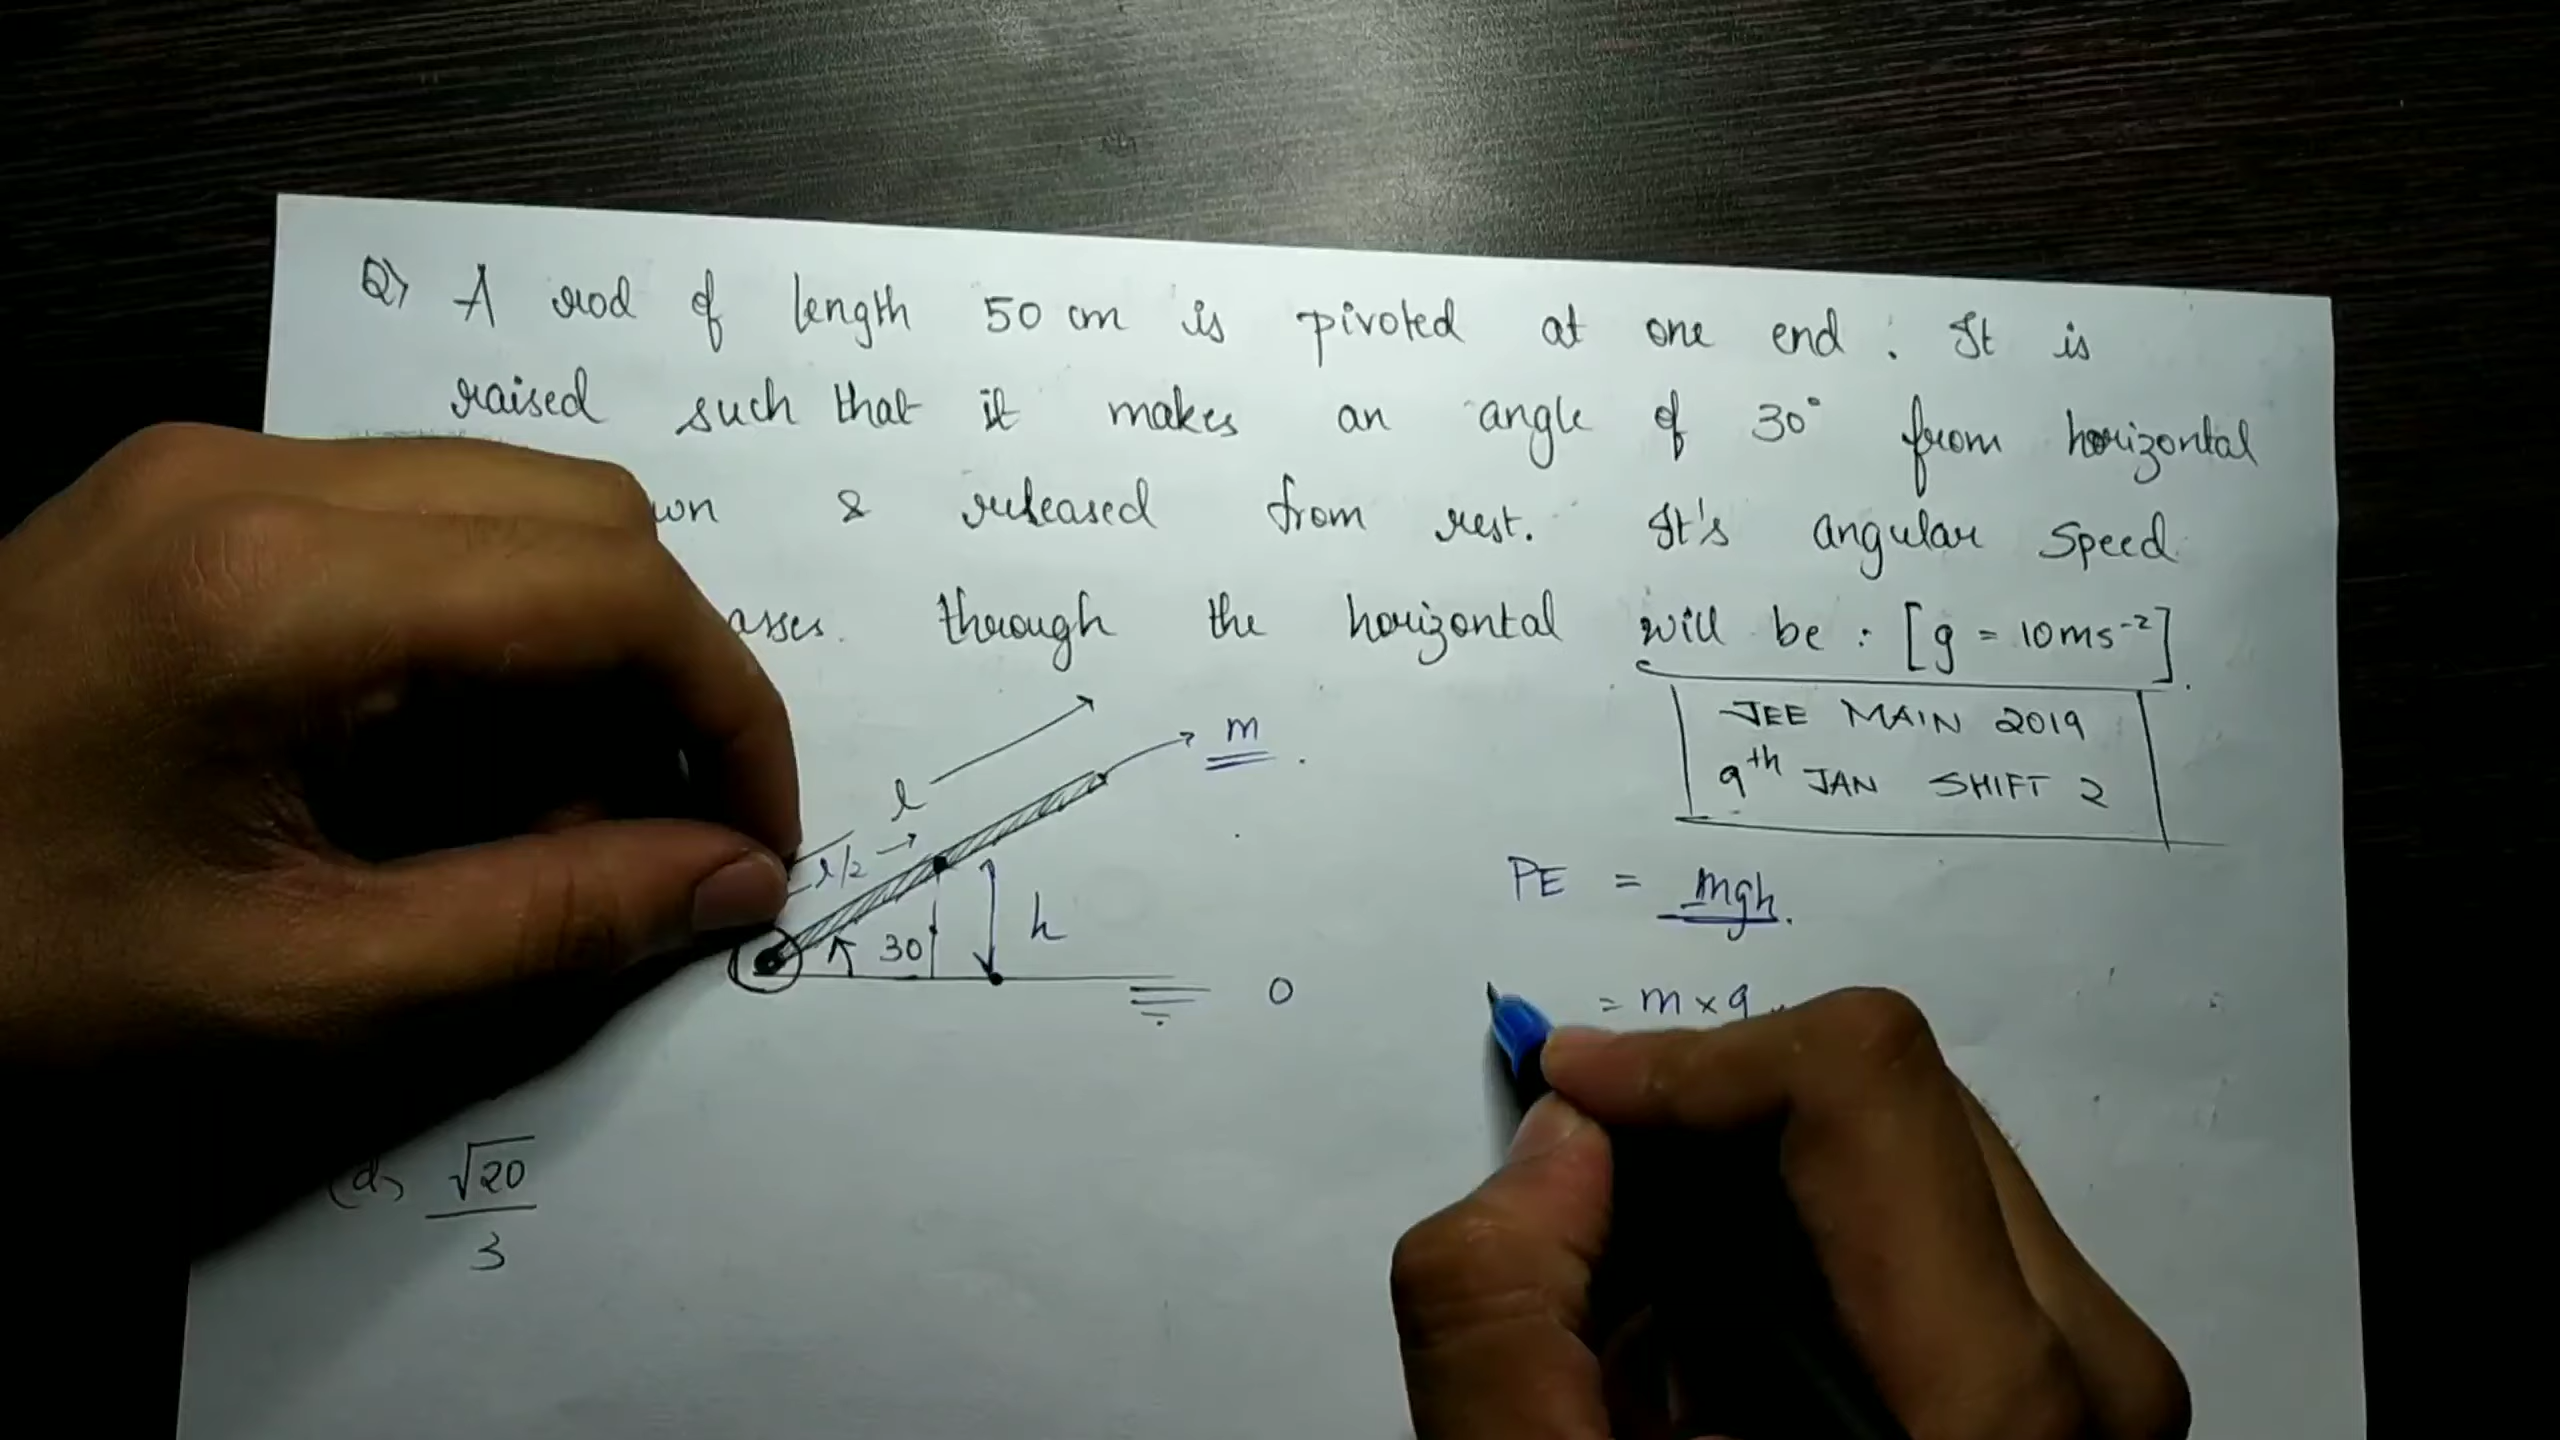 Q) A rod of length 50 cm is pivoted at one end. It is
raised such that it makes an angle of 30° from horizontal
& released from rest. It's angular speed
through the horizontal will be : [g = 10ms⁻²].
JEE MAIN 2019
9th JAN SHIFT 2
m
l
l/2
30
h
0
PE = mgh.
= m × g
(d) √20/3